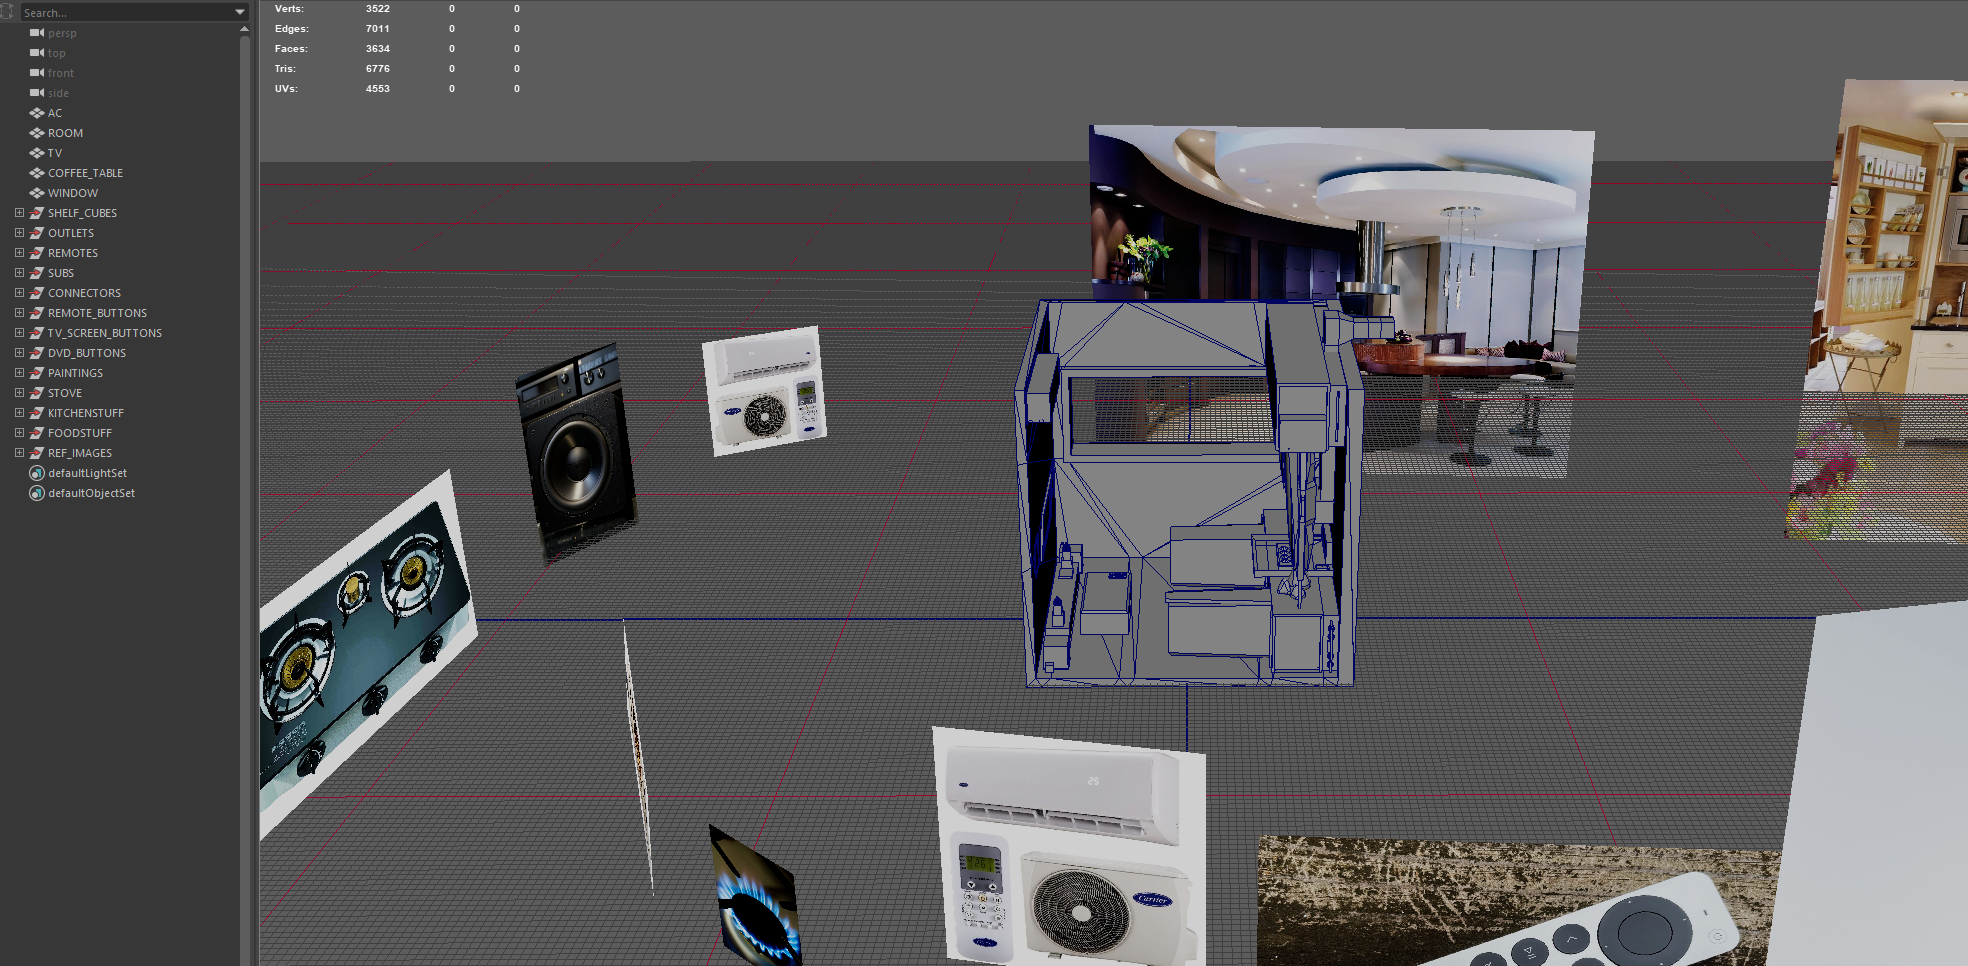 Search...
persp
top
front
side
AC
ROOM
TV
COFFEE_TABLE
WINDOW
SHELF_CUBES
OUTLETS
REMOTES
SUBS
CONNECTORS
REMOTE_BUTTONS
TV_SCREEN_BUTTONS
DVD_BUTTONS
PAINTINGS
STOVE
KITCHENSTUFF
FOODSTUFF
REF_IMAGES
defaultLightSet
defaultObjectSet
Verts: 3522 0 0
Edges: 7011 0 0
Faces: 3634 0 0
Tris: 6776 0 0
UVs: 4553 0 0
25
Carrier